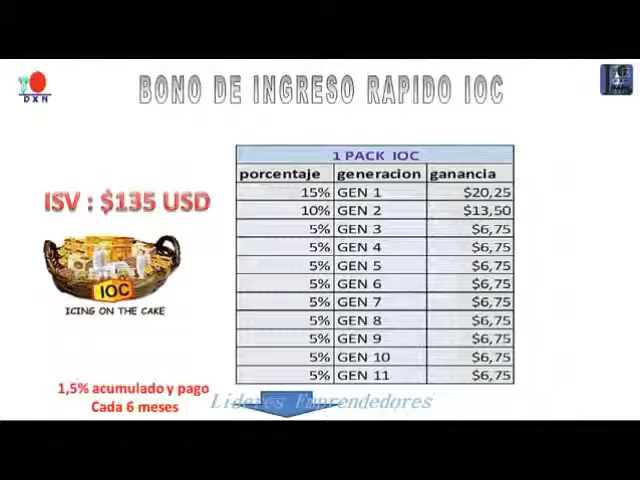 BONO DE INGRESO RAPIDO IOC
DXN
1 PACK IOC
porcentaje generacion ganancia
15% GEN 1 $20,25
10% GEN 2 $13,50
5% GEN 3 $6,75
5% GEN 4 $6,75
5% GEN 5 $6,75
5% GEN 6 $6,75
5% GEN 7 $6,75
5% GEN 8 $6,75
5% GEN 9 $6,75
5% GEN 10 $6,75
5% GEN 11 $6,75
ISV : $135 USD
IOC
ICING ON THE CAKE
1,5% acumulado y pago
Cada 6 meses
Lideres Emprendedores